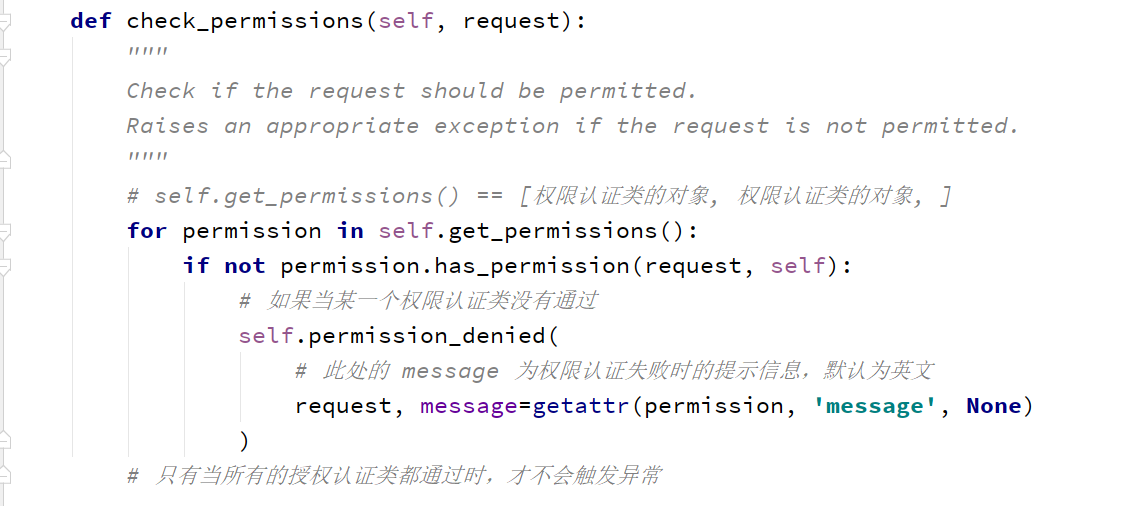 def check_permissions(self, request):
"""
Check if the request should be permitted.
Raises an appropriate exception if the request is not permitted.
"""
# self.get_permissions() == [权限认证类的对象, 权限认证类的对象, ]
for permission in self.get_permissions():
if not permission.has_permission(request, self):
# 如果当某一个权限认证类没有通过
self.permission_denied(
# 此处的 message 为权限认证失败时的提示信息，默认为英文
request, message=getattr(permission, 'message', None)
)
# 只有当所有的授权认证类都通过时，才不会触发异常